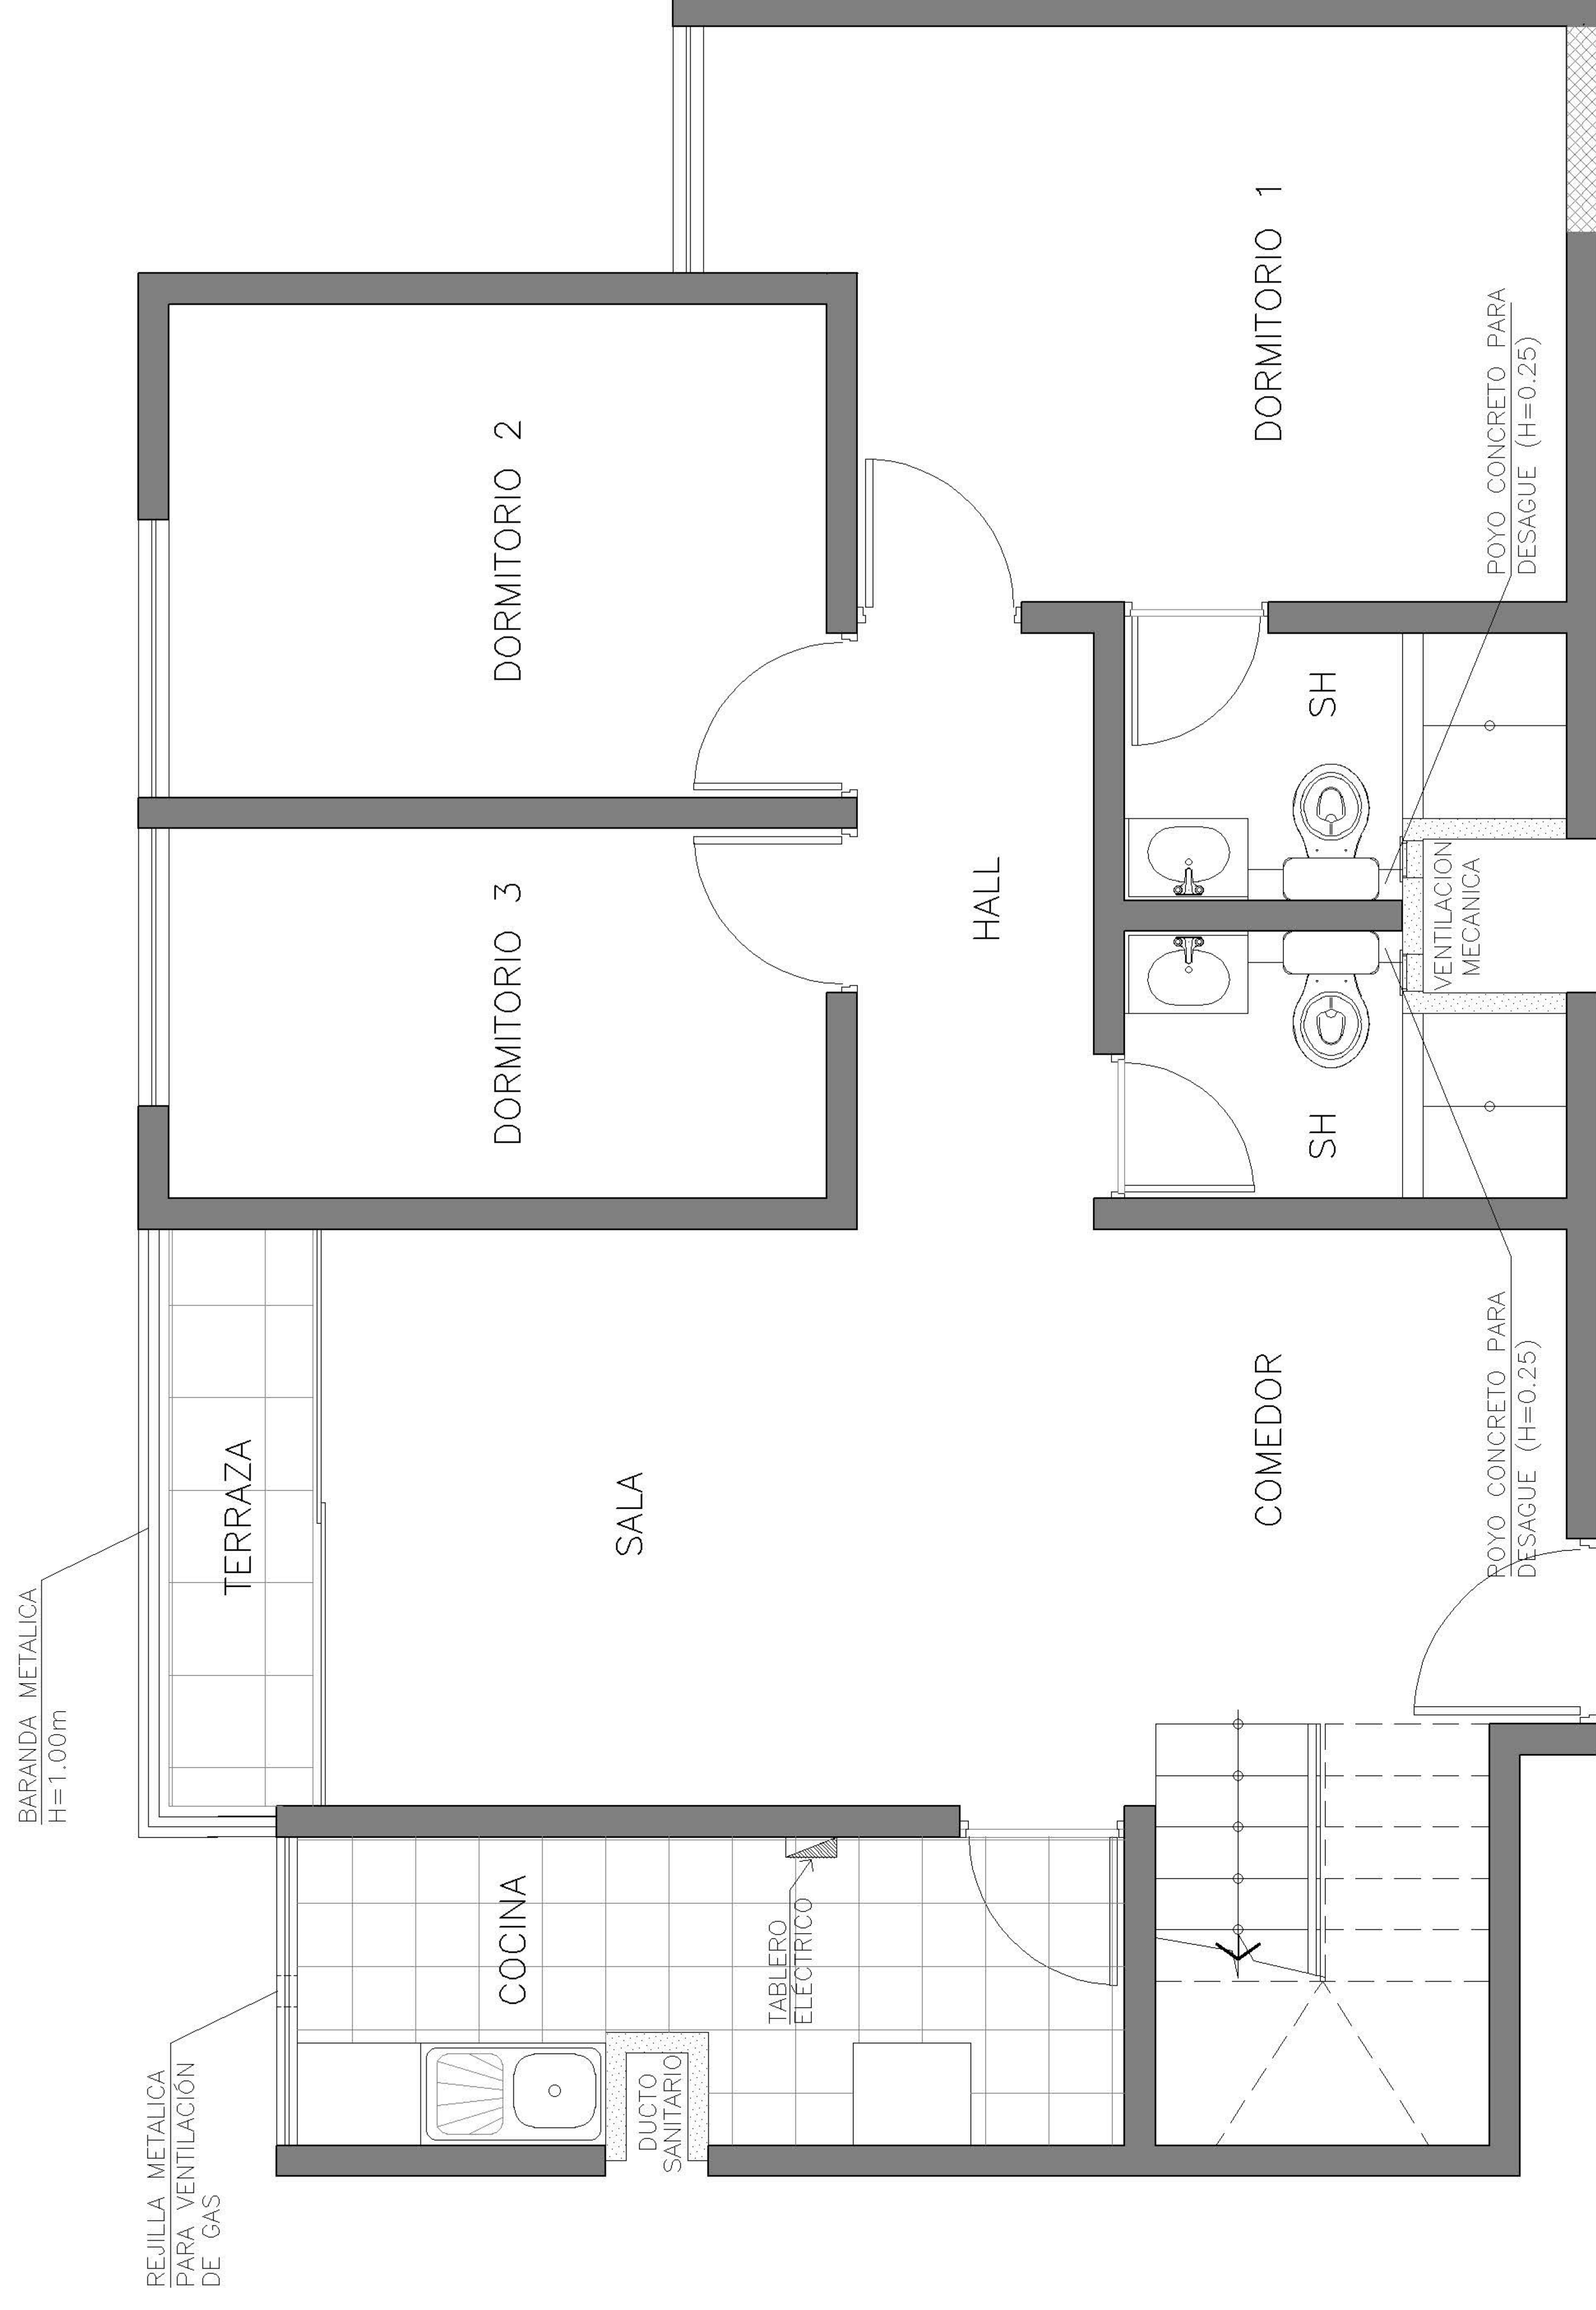 BARANDA METALICA
H=1.00m
REJILLA METALICA
PARA VENTILACIÓN
DE GAS
TERRAZA
DORMITORIO 2
DORMITORIO 3
COCINA
SALA
DUCTO
SANITARIO
TABLERO
ELECTRICO
HALL
DORMITORIO 1
COMEDOR
SH
SH
VENTILACION
MECANICA
POYO CONCRETO PARA
DESAGUE (H=0.25)
POYO CONCRETO PARA
DESAGUE (H=0.25)